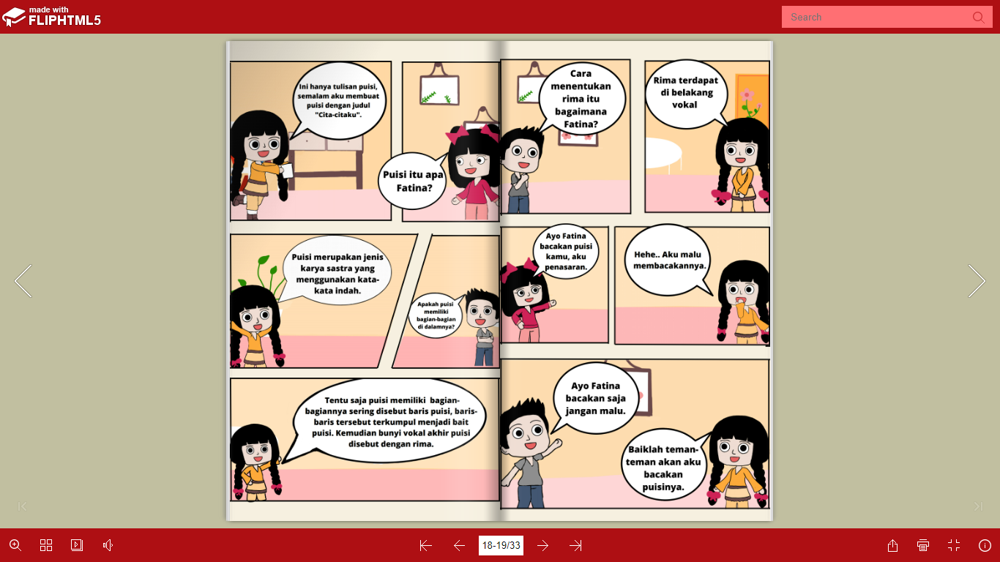 made with
FLIPHTML5
Search
Ini hanya tulisan puisi,
semalam aku membuat
puisi dengan judul
"Cita-citaku".
Puisi itu apa
Fatina?
Puisi merupakan jenis
karya sastra yang
menggunakan kata-
kata indah.
Apakah puisi
memiliki
bagian-bagian
di dalamnya?
Tentu saja puisi memiliki bagian-
bagiannya sering disebut baris puisi, baris-
baris tersebut terkumpul menjadi bait
puisi. Kemudian bunyi vokal akhir puisi
disebut dengan rima.
Cara
menentukan
rima itu
bagaimana
Fatina?
Rima terdapat
di belakang
vokal
Ayo Fatina
bacakan puisi
kamu, aku
penasaran.
Hehe.. Aku malu
membacakannya.
Ayo Fatina
bacakan saja
jangan malu.
Baiklah teman-
teman akan aku
bacakan
puisinya.
18-19/33